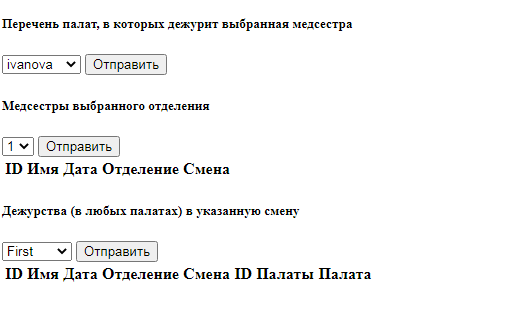 Перечень палат, в которых дежурит выбранная медсестра
ivanova Отправить
Медсестры выбранного отделения
1 Отправить
ID Имя Дата Отделение Смена
Дежурства (в любых палатах) в указанную смену
First Отправить
ID Имя Дата Отделение Смена ID Палаты Палата